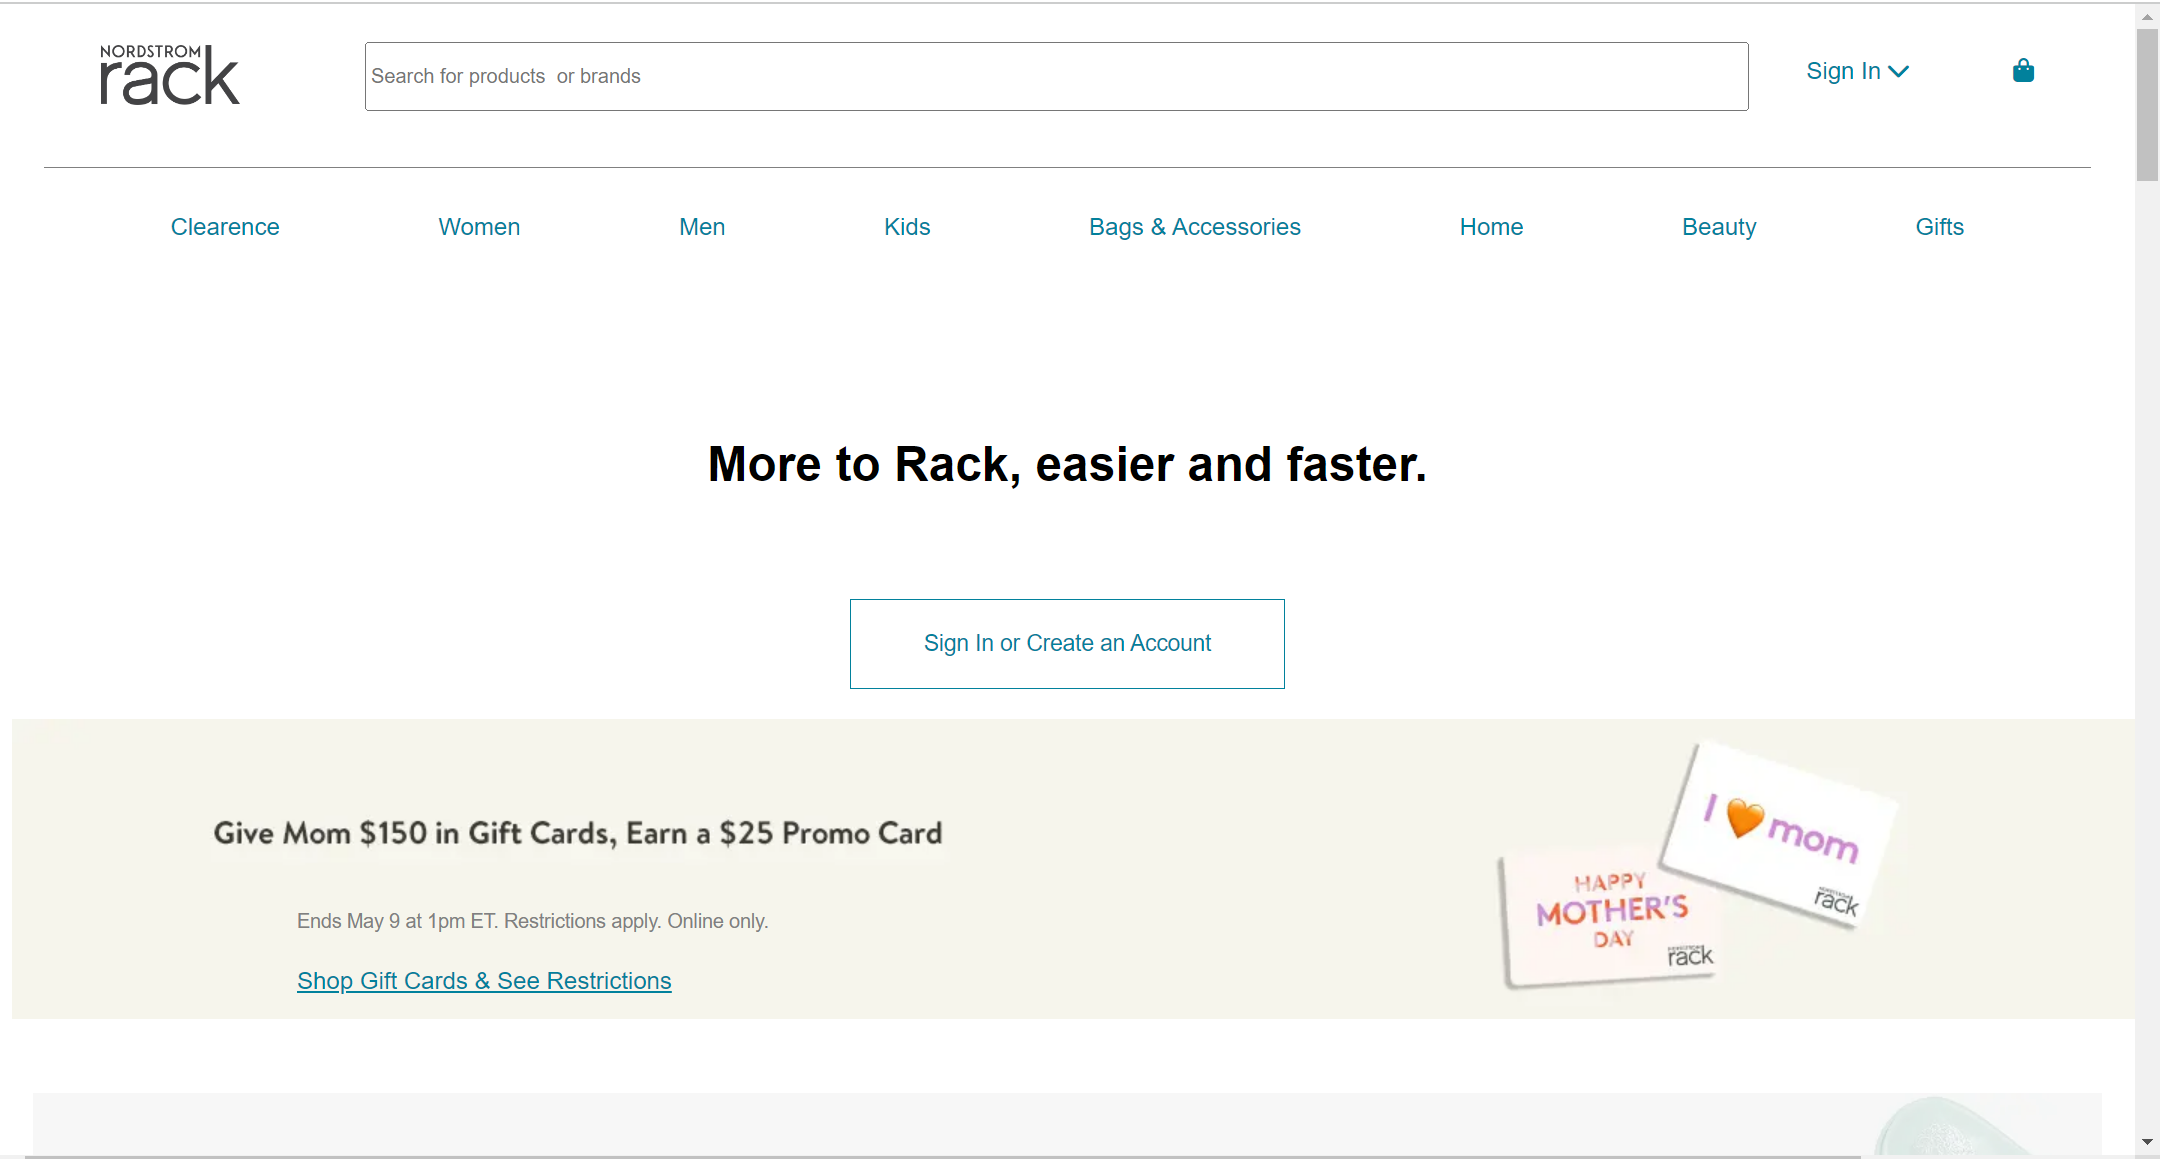 NORDSTROM
rack
Search for products  or brands
Sign In
Clearence
Women
Men
Kids
Bags & Accessories
Home
Beauty
Gifts
More to Rack, easier and faster.
Sign In or Create an Account
Give Mom $150 in Gift Cards, Earn a $25 Promo Card
Ends May 9 at 1pm ET. Restrictions apply. Online only.
Shop Gift Cards & See Restrictions
I 🧡 mom
NORDSTROM
rack
HAPPY
MOTHER'S
DAY
NORDSTROM
rack